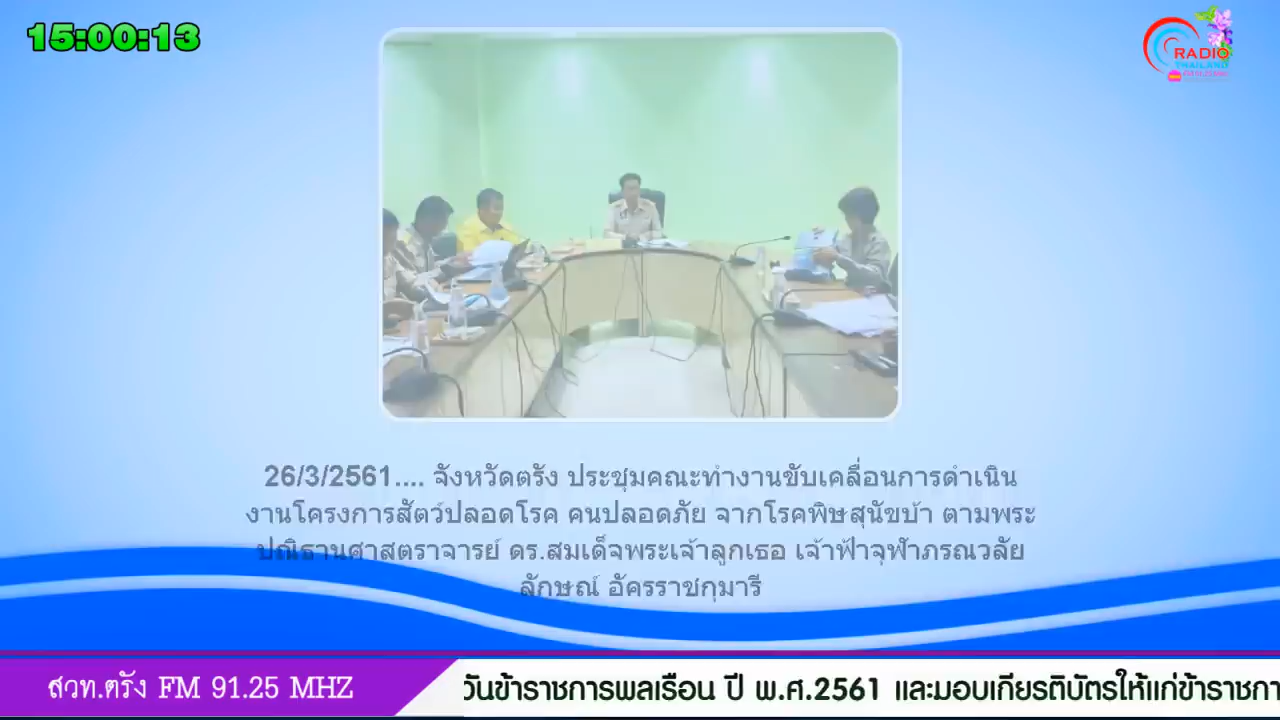 15:00:13
RADIO
THAILAND
26/3/2561.... จังหวัดตรัง ประชุมคณะทำงานขับเคลื่อนการดำเนิน
งานโครงการสัตว์ปลอดโรค คนปลอดภัย จากโรคพิษสุนัขบ้า ตามพระ
ปณิธานศาสตราจารย์ ดร.สมเด็จพระเจ้าลูกเธอ เจ้าฟ้าจุฬาภรณวลัย
ลักษณ์ อัครราชกุมารี
สวท.ตรัง FM 91.25 MHZ
วันข้าราชการพลเรือน ปี พ.ศ.2561 และมอบเกียรติบัตรให้แก่ข้าราชกา